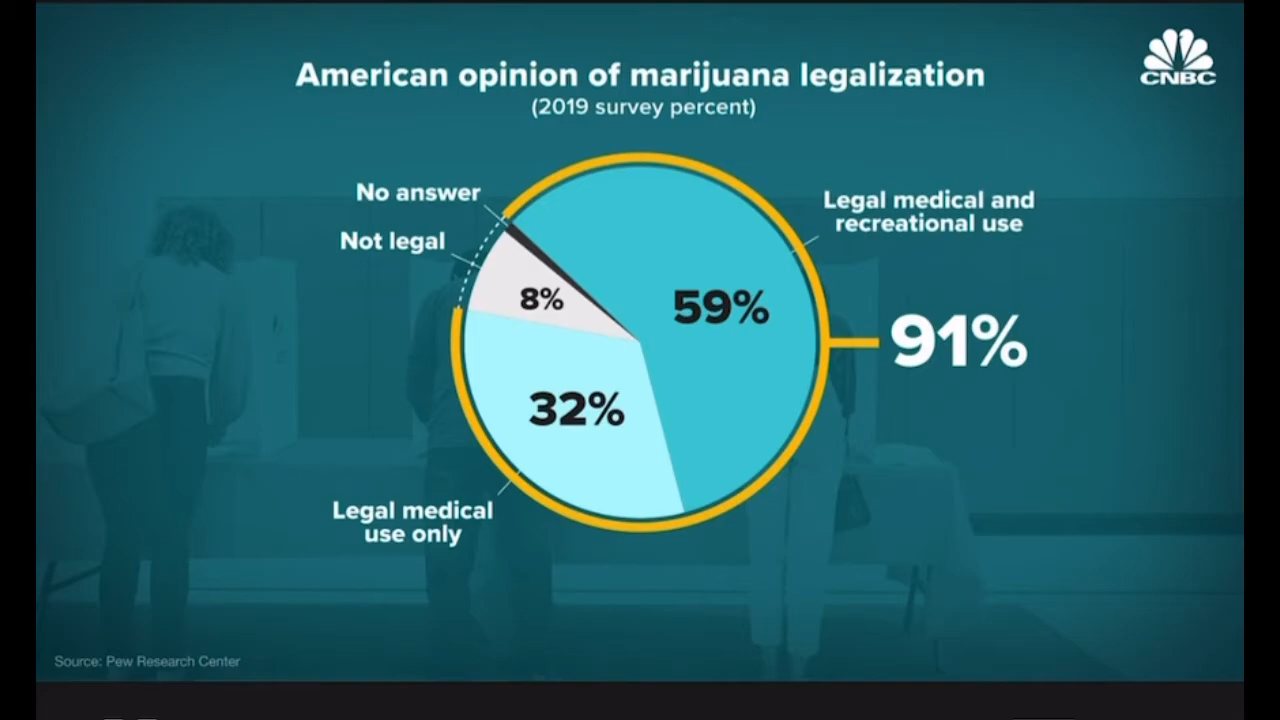 CNBC
American opinion of marijuana legalization
(2019 survey percent)
No answer
Not legal
Legal medical and
recreational use
8%
59%
91%
32%
Legal medical
use only
Source: Pew Research Center